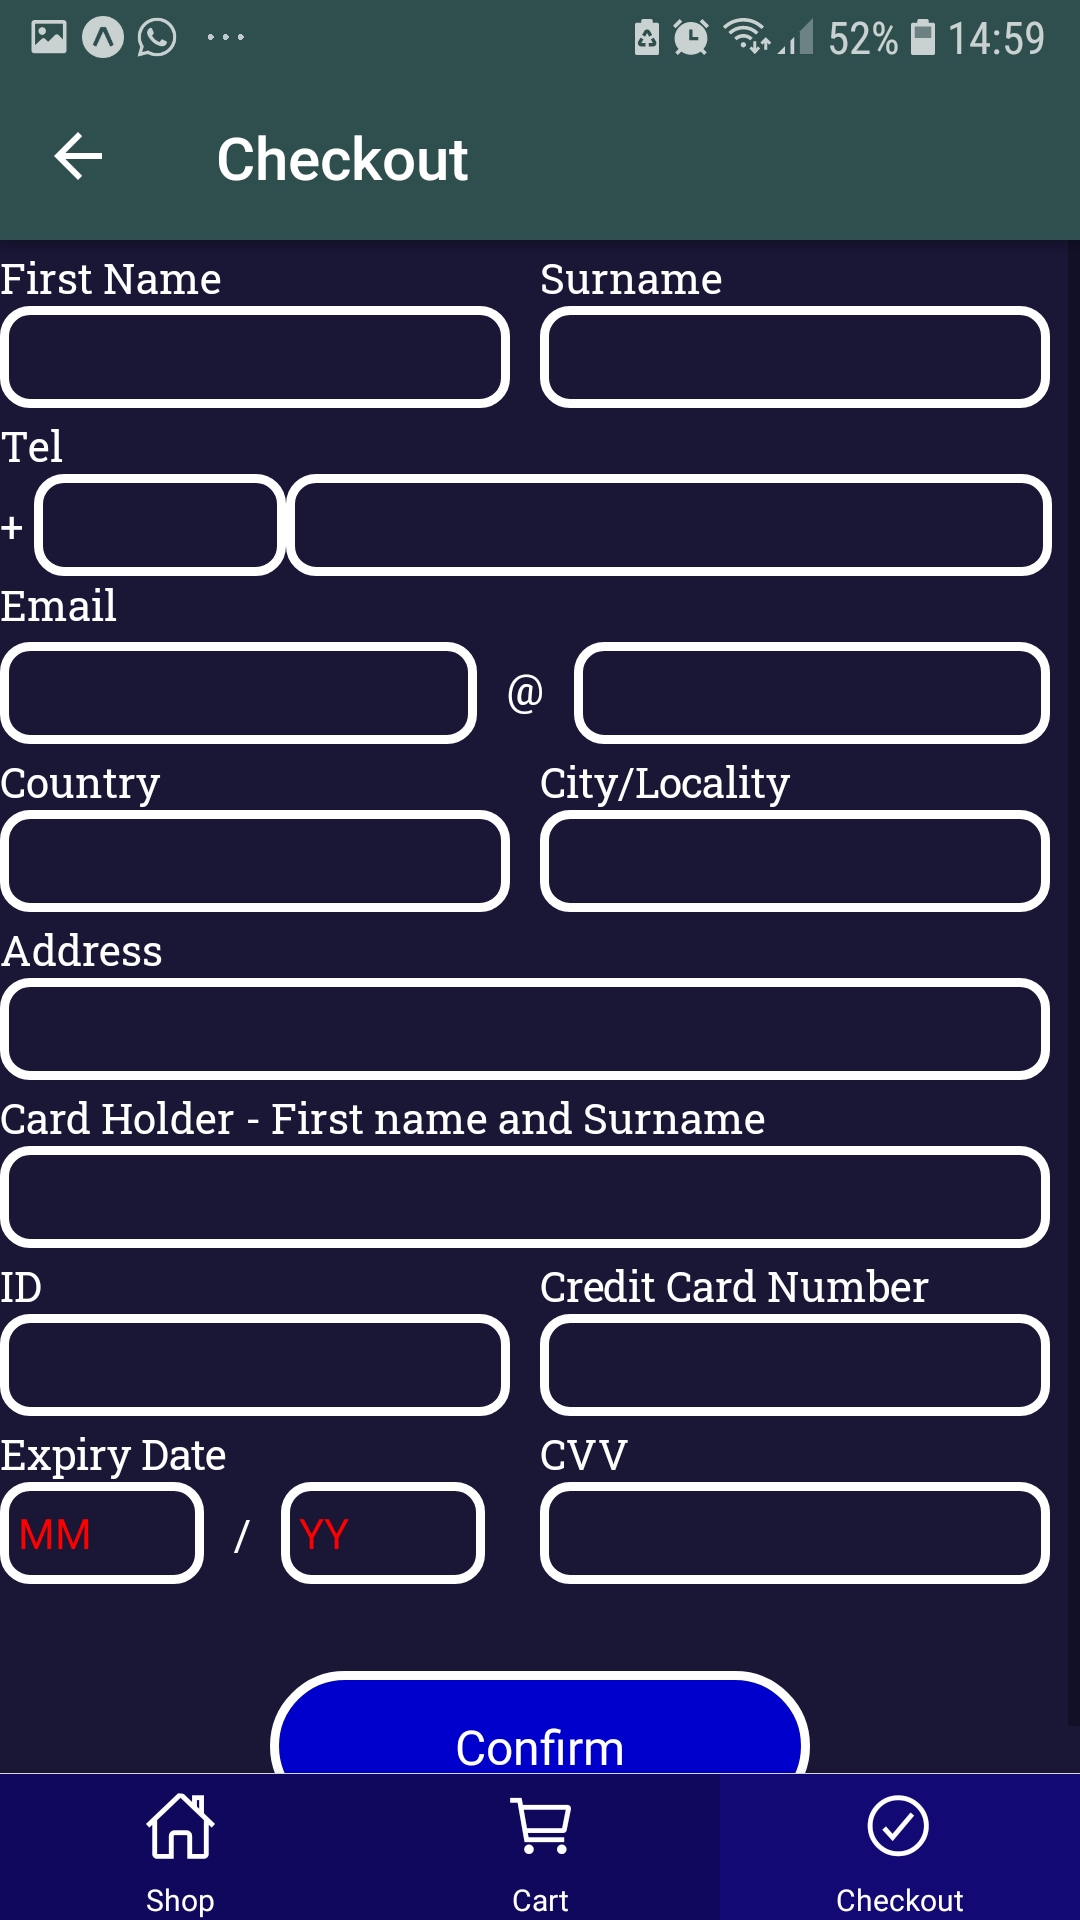 52% 14:59
Checkout
First Name Surname
Tel
+
Email
@
Country City/Locality
Address
Card Holder - First name and Surname
ID Credit Card Number
Expiry Date CVV
MM / YY
Confirm
Shop Cart Checkout